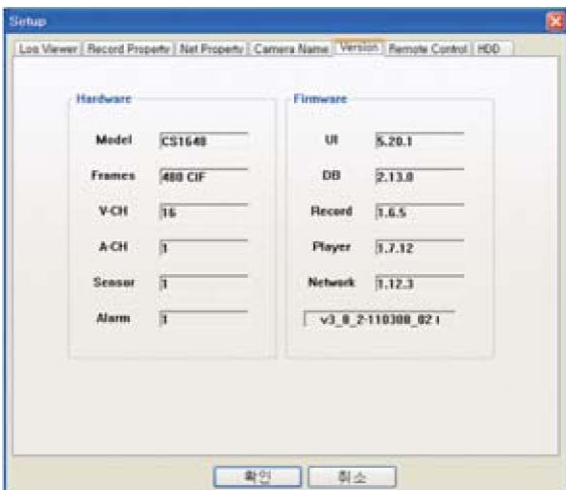 Setup
Log Viewer Record Property Net Property Camera Name Version Remote Control HDD
Hardware
Model CS1648
Frames 480 CIF
V-CH 16
A-CH 1
Sensor 1
Alarm 1
Firmware
UI 5.20.1
DB 2.13.0
Record 1.6.5
Player 1.7.12
Network 1.12.3
확인 취소